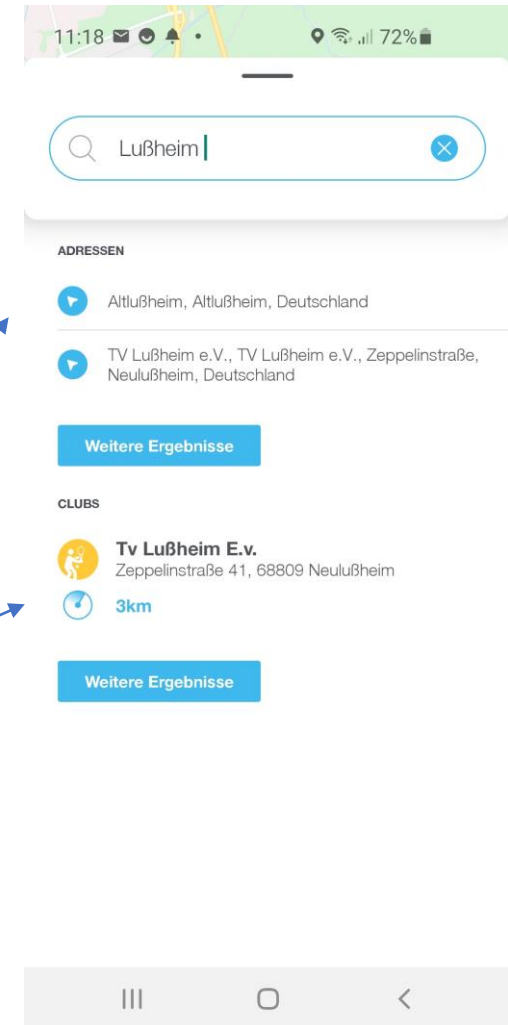 11:18
72%
Lußheim
ADRESSEN
Altlußheim, Altlußheim, Deutschland
TV Lußheim e.V., TV Lußheim e.V., Zeppelinstraße,
Neulußheim, Deutschland
Weitere Ergebnisse
CLUBS
Tv Lußheim E.v.
Zeppelinstraße 41, 68809 Neulußheim
3km
Weitere Ergebnisse